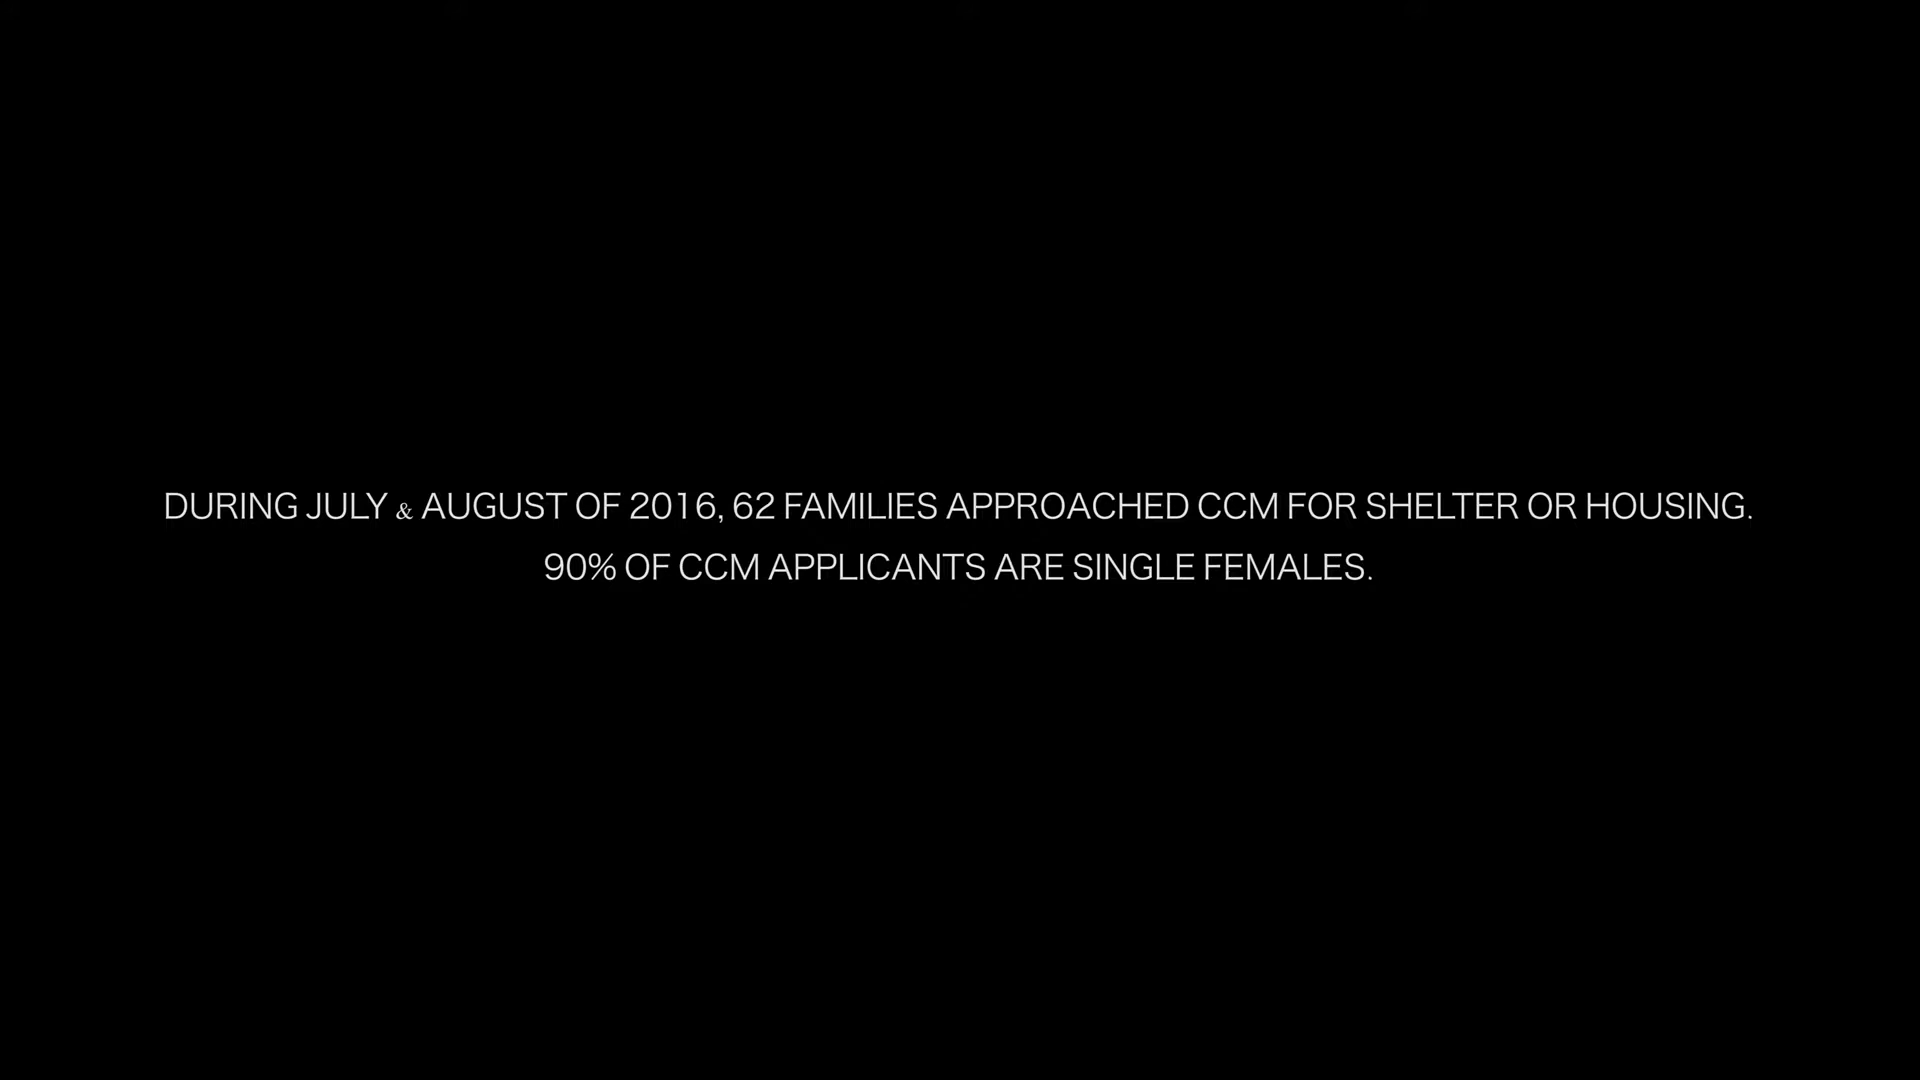 DURING JULY & AUGUST OF 2016, 62 FAMILIES APPROACHED CCM FOR SHELTER OR HOUSING.
90% OF CCM APPLICANTS ARE SINGLE FEMALES.